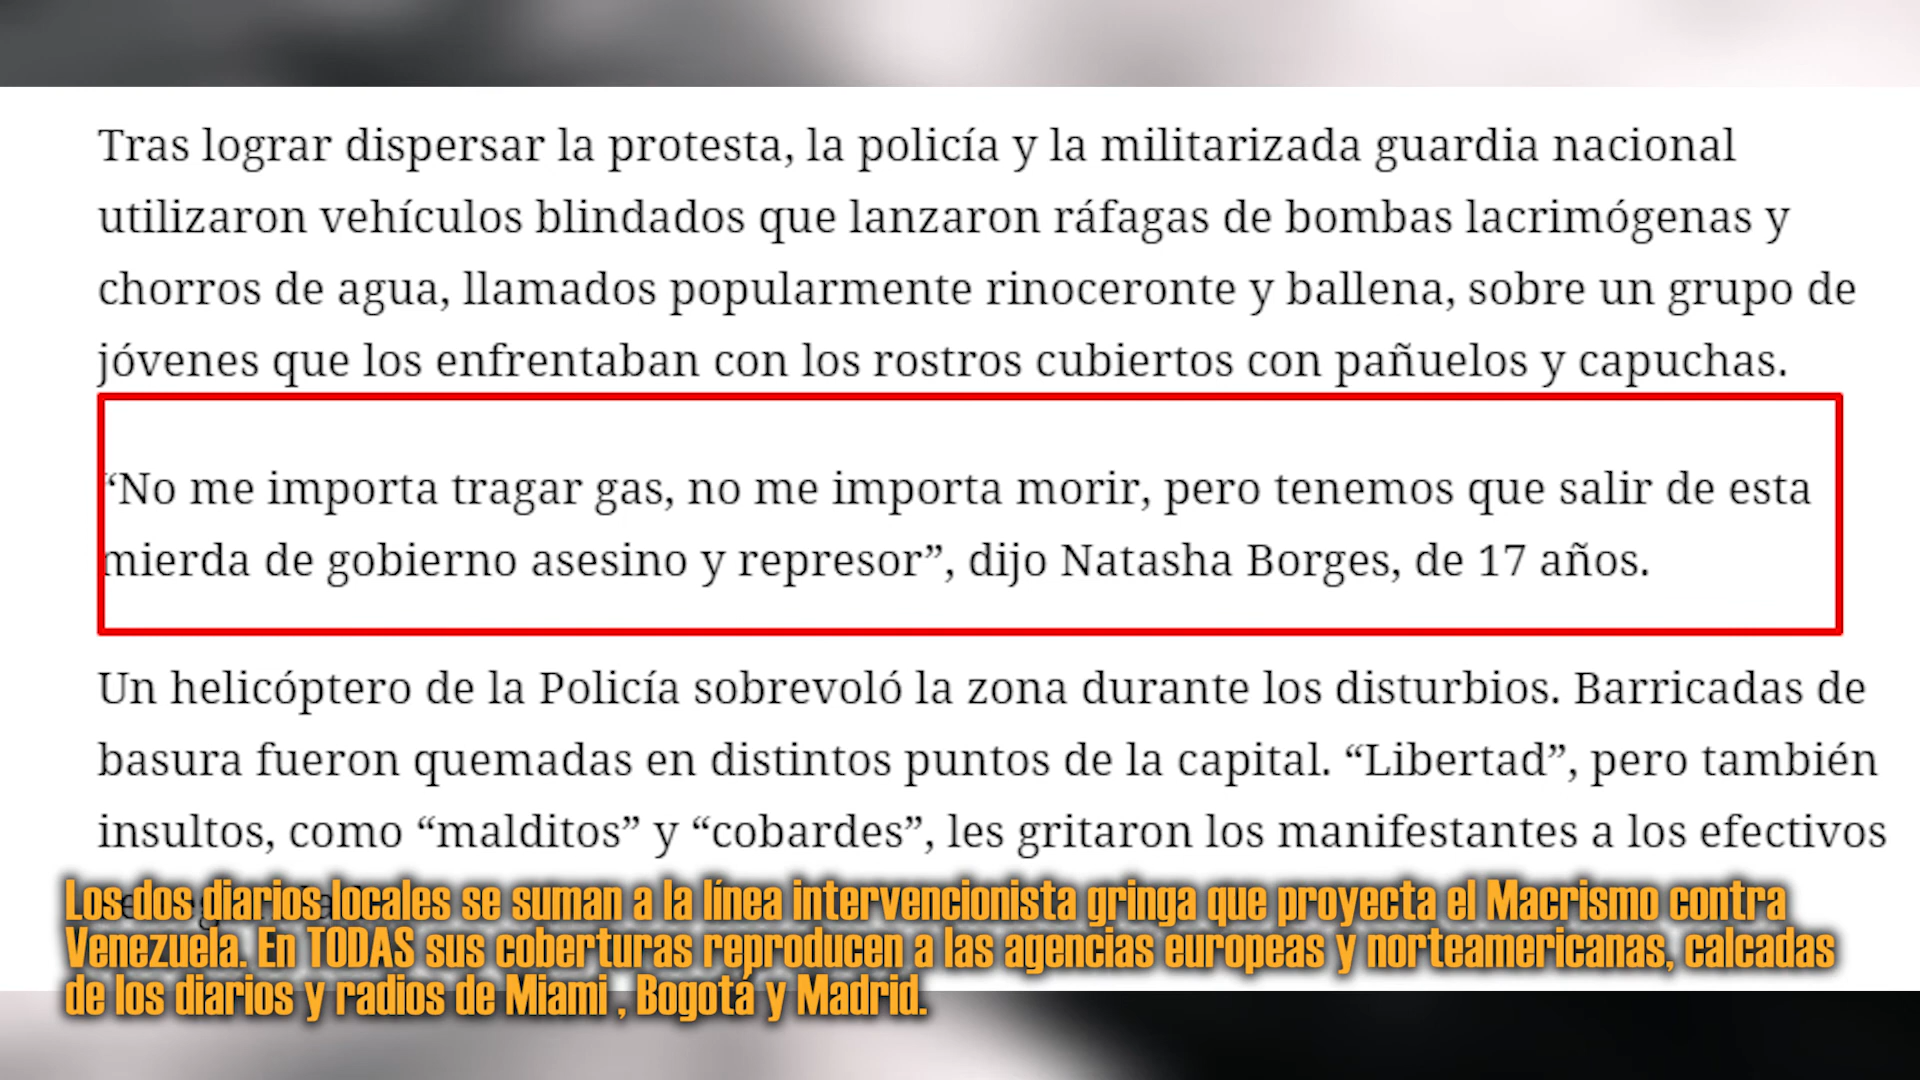 Tras lograr dispersar la protesta, la policía y la militarizada guardia nacional
utilizaron vehículos blindados que lanzaron ráfagas de bombas lacrimógenas y
chorros de agua, llamados popularmente rinoceronte y ballena, sobre un grupo de
jóvenes que los enfrentaban con los rostros cubiertos con pañuelos y capuchas.
“No me importa tragar gas, no me importa morir, pero tenemos que salir de esta
mierda de gobierno asesino y represor”, dijo Natasha Borges, de 17 años.
Un helicóptero de la Policía sobrevoló la zona durante los disturbios. Barricadas de
basura fueron quemadas en distintos puntos de la capital. “Libertad”, pero también
insultos, como “malditos” y “cobardes”, les gritaron los manifestantes a los efectivos
Los dos diarios locales se suman a la línea intervencionista gringa que proyecta el Macrismo contra
Venezuela. En TODAS sus coberturas reproducen a las agencias europeas y norteamericanas, calcadas
de los diarios y radios de Miami , Bogotá y Madrid.